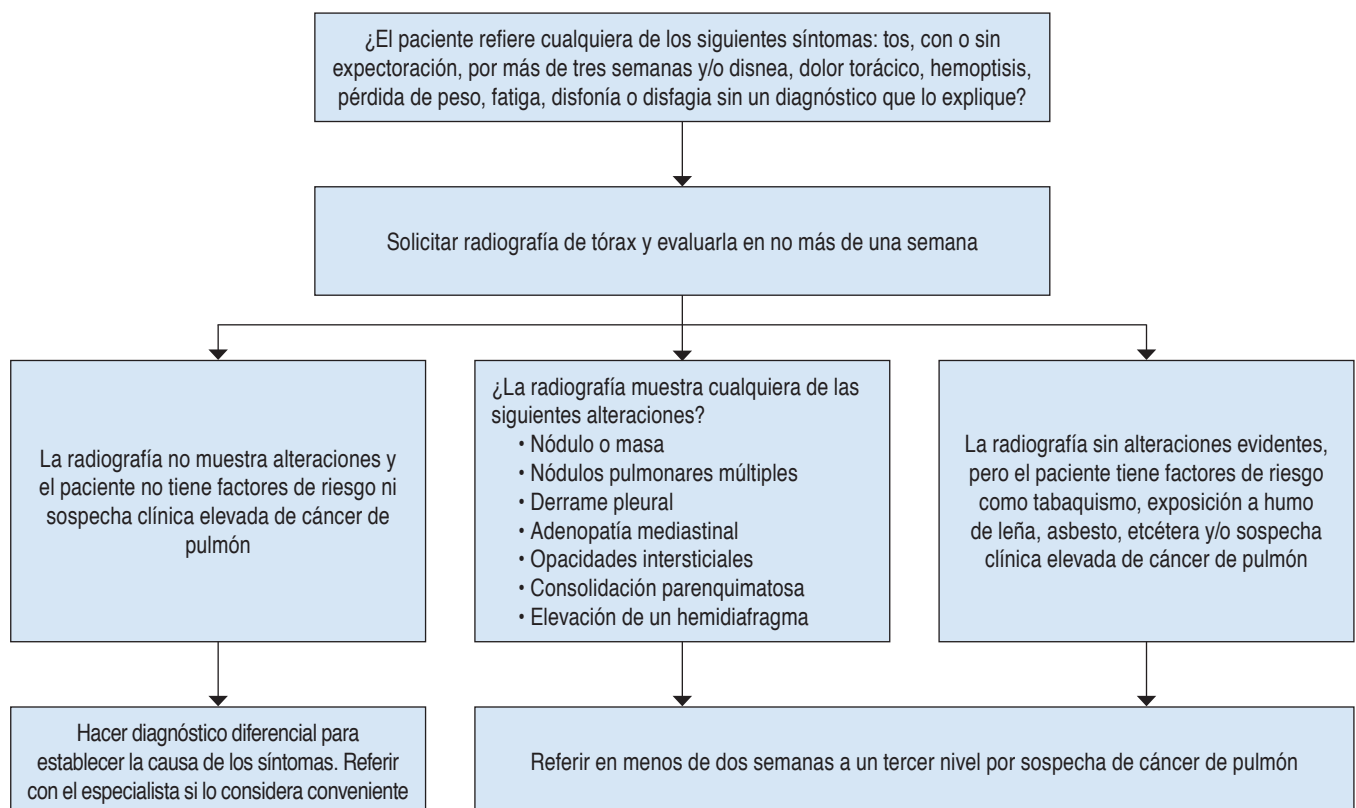 ¿El paciente refiere cualquiera de los siguientes síntomas: tos, con o sin
expectoración, por más de tres semanas y/o disnea, dolor torácico, hemoptisis,
pérdida de peso, fatiga, disfonía o disfagia sin un diagnóstico que lo explique?
Solicitar radiografía de tórax y evaluarla en no más de una semana
La radiografía no muestra alteraciones y
el paciente no tiene factores de riesgo ni
sospecha clínica elevada de cáncer de
pulmón
¿La radiografía muestra cualquiera de las
siguientes alteraciones?
• Nódulo o masa
• Nódulos pulmonares múltiples
• Derrame pleural
• Adenopatía mediastinal
• Opacidades intersticiales
• Consolidación parenquimatosa
• Elevación de un hemidiafragma
La radiografía sin alteraciones evidentes,
pero el paciente tiene factores de riesgo
como tabaquismo, exposición a humo
de leña, asbesto, etcétera y/o sospecha
clínica elevada de cáncer de pulmón
Hacer diagnóstico diferencial para
establecer la causa de los síntomas. Referir
con el especialista si lo considera conveniente
Referir en menos de dos semanas a un tercer nivel por sospecha de cáncer de pulmón